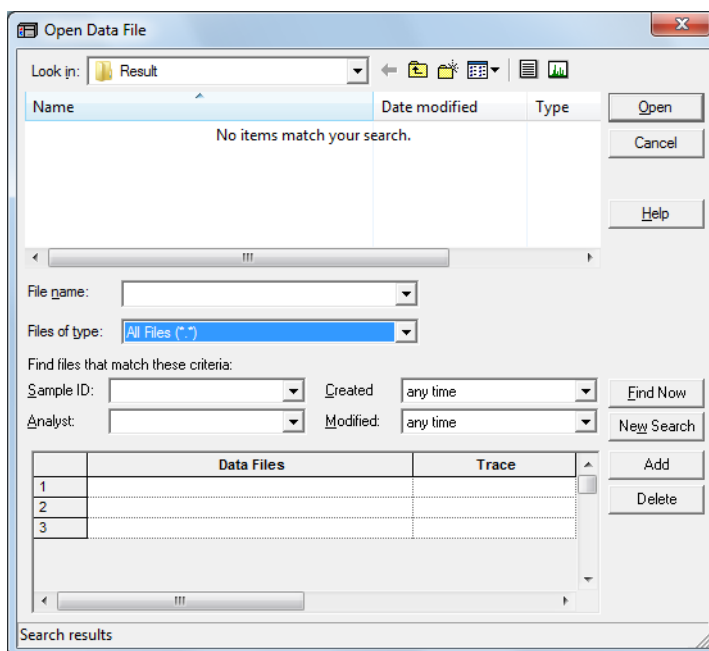 Open Data File
Look in: Result
Name Date modified Type
No items match your search.
Open
Cancel
Help
File name:
Files of type: All Files (*.*)
Find files that match these criteria:
Sample ID: Created any time Find Now
Analyst: Modified: any time New Search
Data Files Trace Add
1
2 Delete
3
Search results